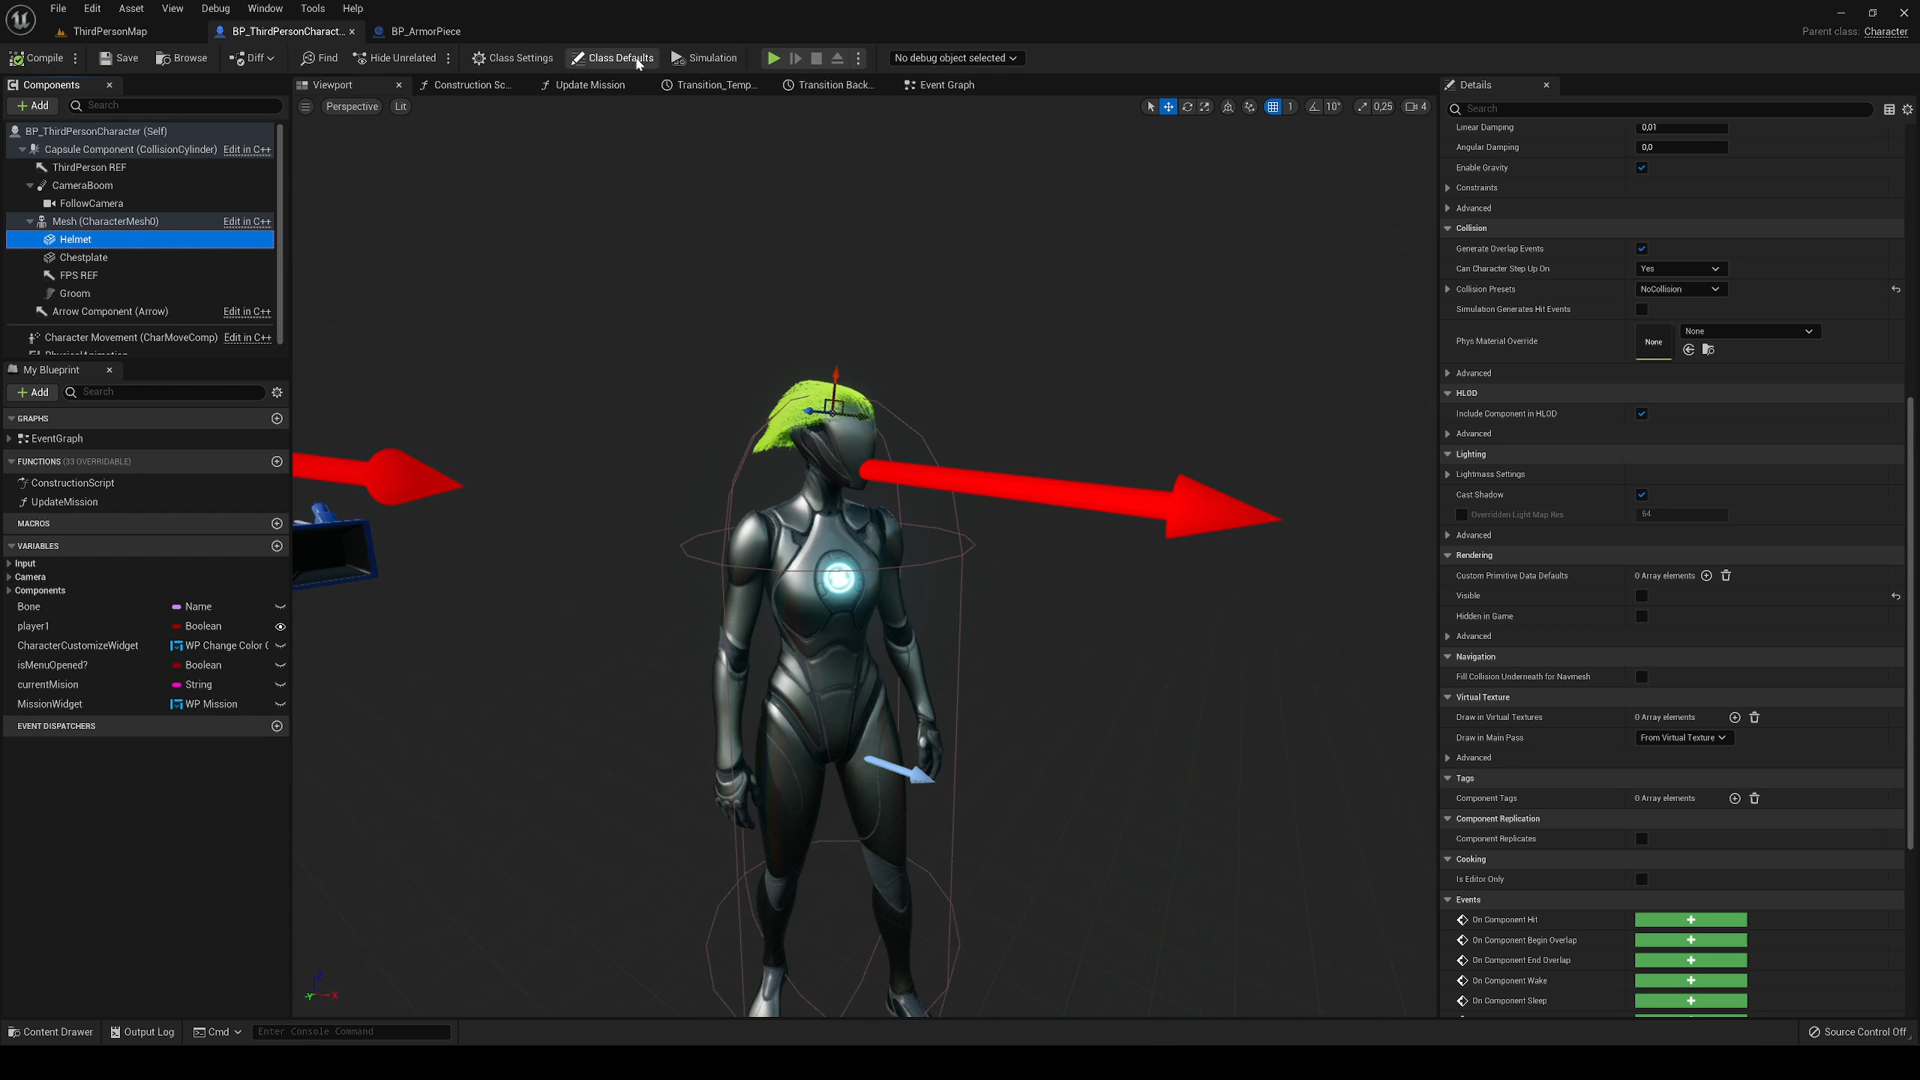 File Edit Asset View Debug Window Tools Help
ThirdPersonMap BP_ThirdPersonCharact... BP_ArmorPiece
Parent class: Character
Compile Save Browse Diff Find Hide Unrelated Class Settings Class Defaults Simulation No debug object selected
Components
Add Search
BP_ThirdPersonCharacter (Self)
Capsule Component (CollisionCylinder) Edit in C++
ThirdPerson REF
CameraBoom
FollowCamera
Mesh (CharacterMesh0) Edit in C++
Helmet
Chestplate
FPS REF
Groom
Arrow Component (Arrow) Edit in C++
Character Movement (CharMoveComp) Edit in C++
My Blueprint
Add Search
GRAPHS
EventGraph
FUNCTIONS (33 OVERRIDABLE)
ConstructionScript
UpdateMission
MACROS
VARIABLES
Input
Camera
Components
Bone Name
player1 Boolean
CharacterCustomizeWidget WP Change Color (
isMenuOpened? Boolean
currentMision String
MissionWidget WP Mission
EVENT DISPATCHERS
Viewport Construction Sc... Update Mission Transition_Temp... Transition Back... Event Graph
Perspective Lit
1 10° 0,25 4
Z
Y X
Details
Search
Linear Damping 0,01
Angular Damping 0,0
Enable Gravity
Constraints
Advanced
Collision
Generate Overlap Events
Can Character Step Up On Yes
Collision Presets NoCollision
Simulation Generates Hit Events
Phys Material Override None None
Advanced
HLOD
Include Component in HLOD
Advanced
Lighting
Lightmass Settings
Cast Shadow
Overridden Light Map Res 64
Advanced
Rendering
Custom Primitive Data Defaults 0 Array elements
Visible
Hidden in Game
Advanced
Navigation
Fill Collision Underneath for Navmesh
Virtual Texture
Draw in Virtual Textures 0 Array elements
Draw in Main Pass From Virtual Texture
Advanced
Tags
Component Tags 0 Array elements
Component Replication
Component Replicates
Cooking
Is Editor Only
Events
On Component Hit
On Component Begin Overlap
On Component End Overlap
On Component Wake
On Component Sleep
Content Drawer Output Log Cmd Enter Console Command
Source Control Off